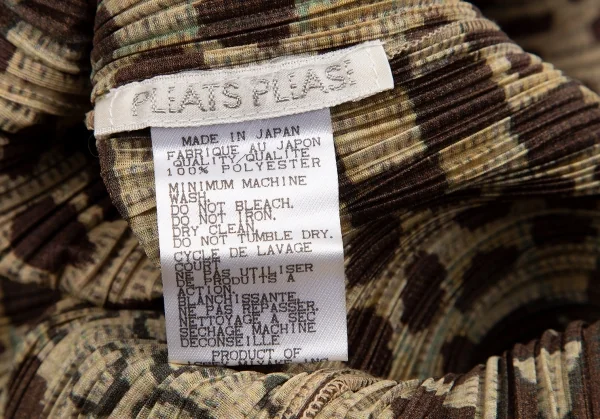 PLEATS PLEAS
MADE IN JAPAN
FABRIQUE AU JAPON
QUALITY/QUALITE
100% POLYESTER
MINIMUM MACHINE
WASH.
DO NOT BLEACH.
DO NOT IRON.
DRY CLEAN.
DO NOT TUMBLE DRY.
CYCLE DE LAVAGE
COURT
NE PAS UTILISER
DE PRODUITS A
ACTION
BLANCHISSANTE
NE PAS REPASSER.
NETTOYAGE A SEC
SECHAGE MACHINE
DECONSEILLE
PRODUCT OF